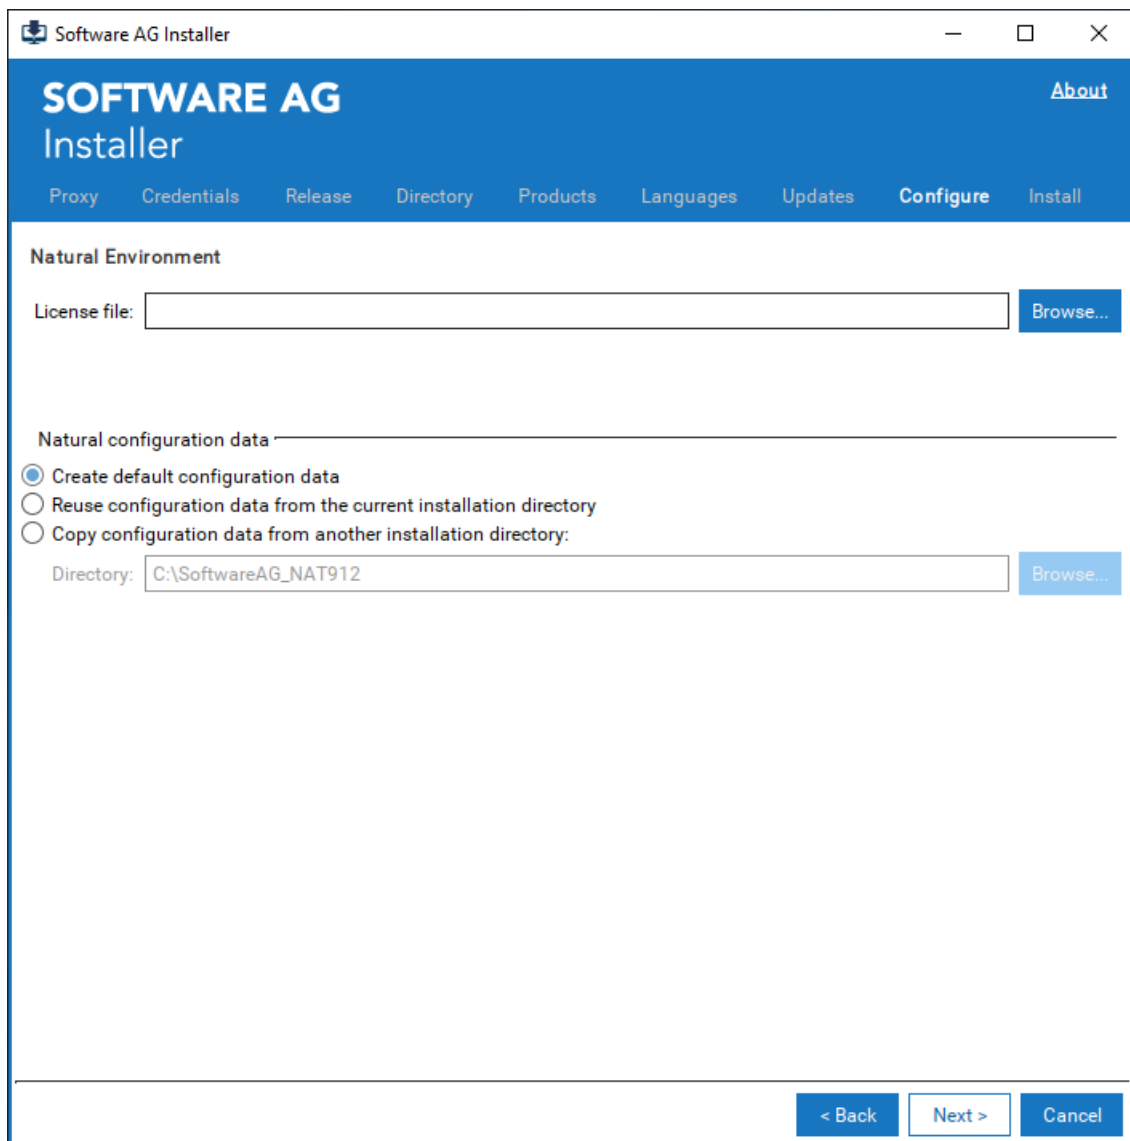 Software AG Installer
SOFTWARE AG
About
Installer
Proxy Credentials Release Directory Products Languages Updates Configure Install
Natural Environment
License file: Browse...
Natural configuration data
Create default configuration data
Reuse configuration data from the current installation directory
Copy configuration data from another installation directory:
Directory: C:\SoftwareAG_NAT912 Browse...
< Back Next > Cancel